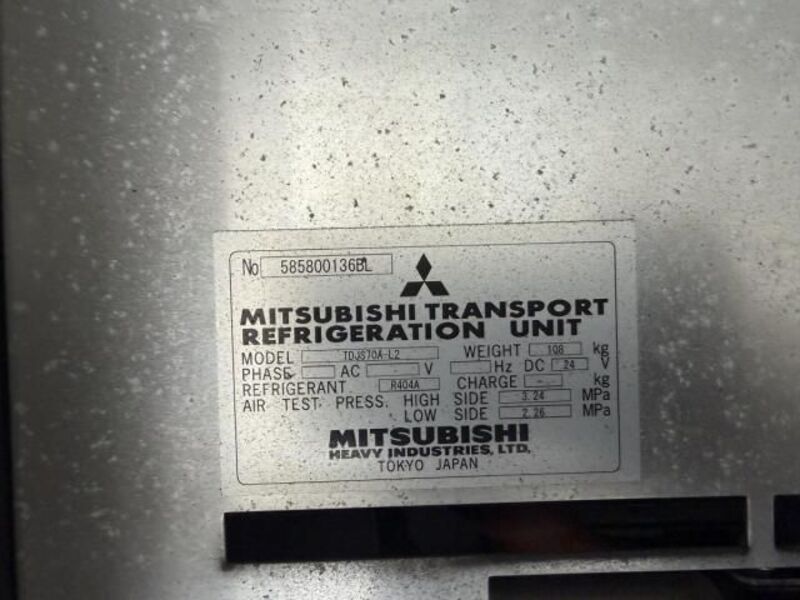 No 585800136BL
MITSUBISHI TRANSPORT
REFRIGERATION UNIT
MODEL TDJS70A-L2 WEIGHT 108 kg
PHASE AC - V Hz DC 24 V
REFRIGERANT R404A CHARGE - kg
AIR TEST PRESS. HIGH SIDE 3.24 MPa
LOW SIDE 2.26 MPa
MITSUBISHI
HEAVY INDUSTRIES, LTD.
TOKYO JAPAN